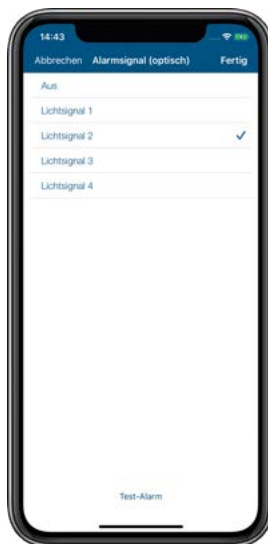 14:43
Abbrechen Alarmsignal (optisch) Fertig
Aus
Lichtsignal 1
Lichtsignal 2
Lichtsignal 3
Lichtsignal 4
Test-Alarm